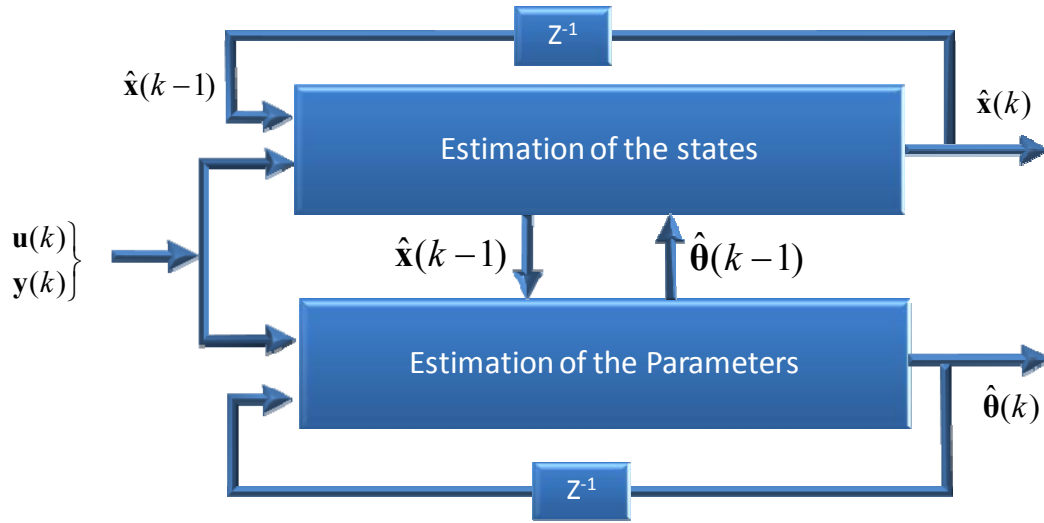 Z⁻¹
x̂(k−1)
x̂(k)
Estimation of the states
u(k)
y(k)}
x̂(k−1)
θ̂(k−1)
Estimation of the Parameters
θ̂(k)
Z⁻¹